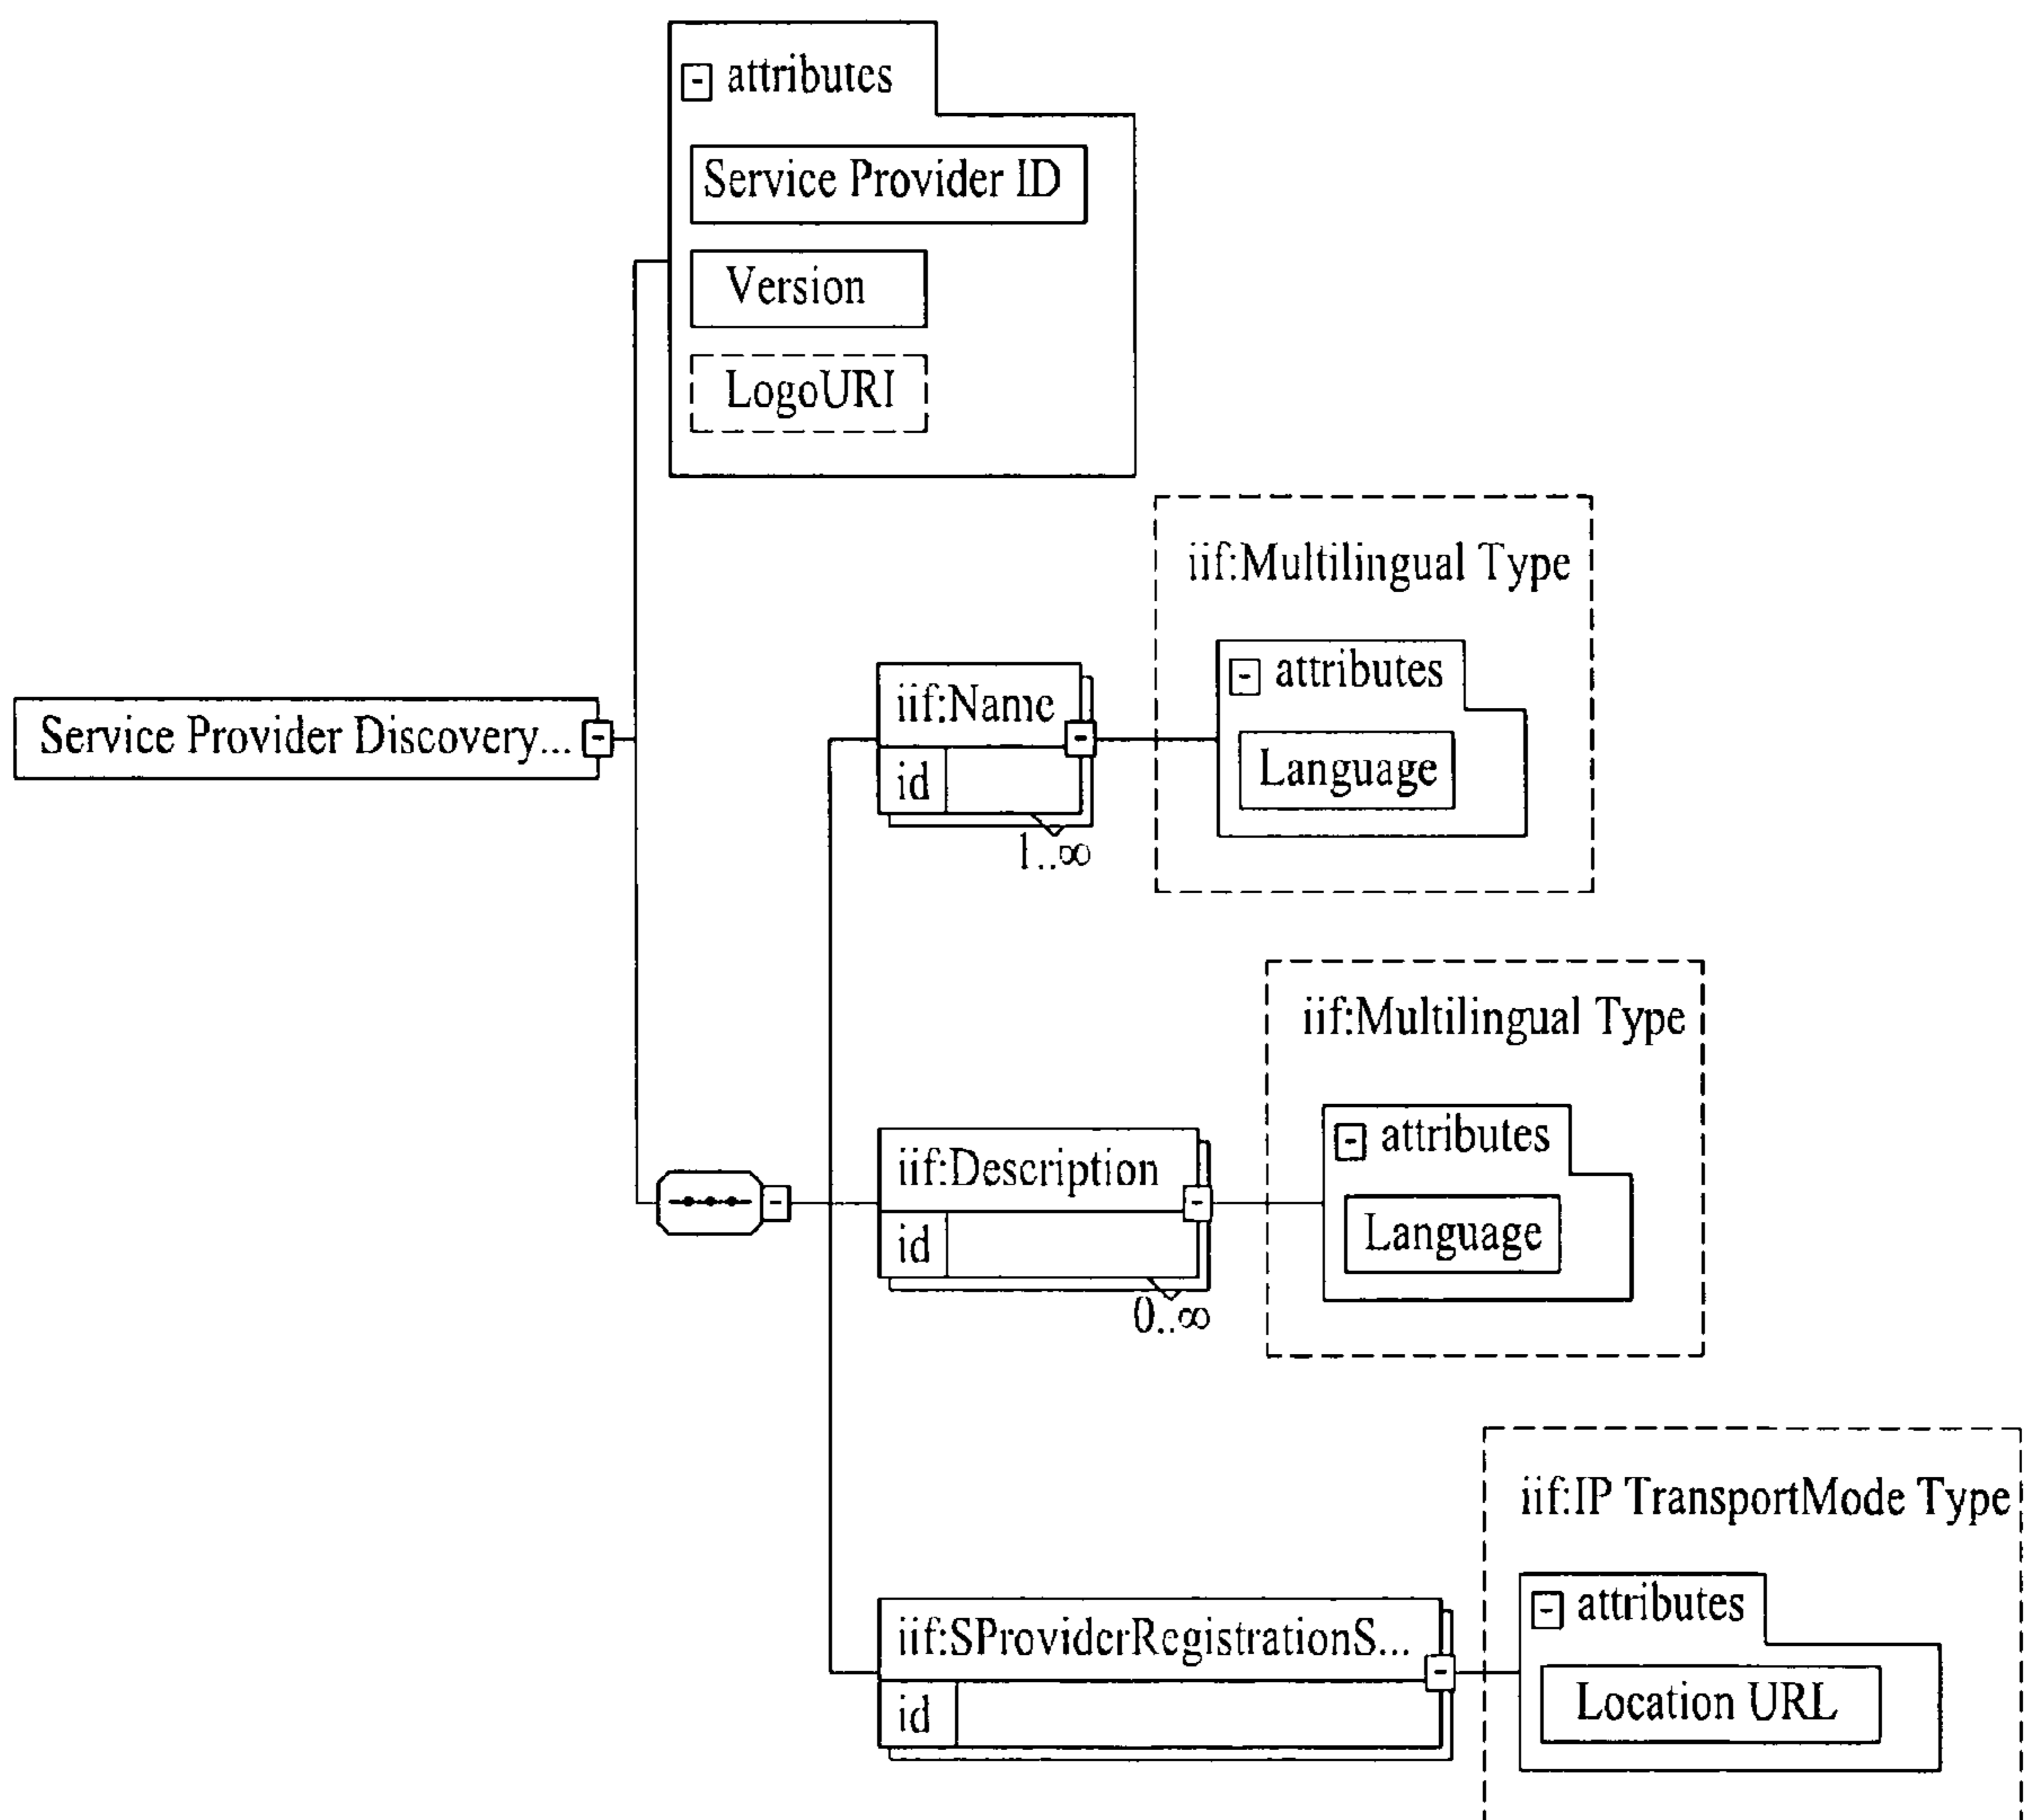 attributes
Service Provider ID
Version
LogoURI
iif:Multilingual Type
attributes
iif:Name
Language
id
1..∞
Service Provider Discovery...
iif:Multilingual Type
attributes
iif:Description
Language
id
0..∞
iif:IP TransportMode Type
attributes
iif:SProviderRegistrationS...
Location URL
id